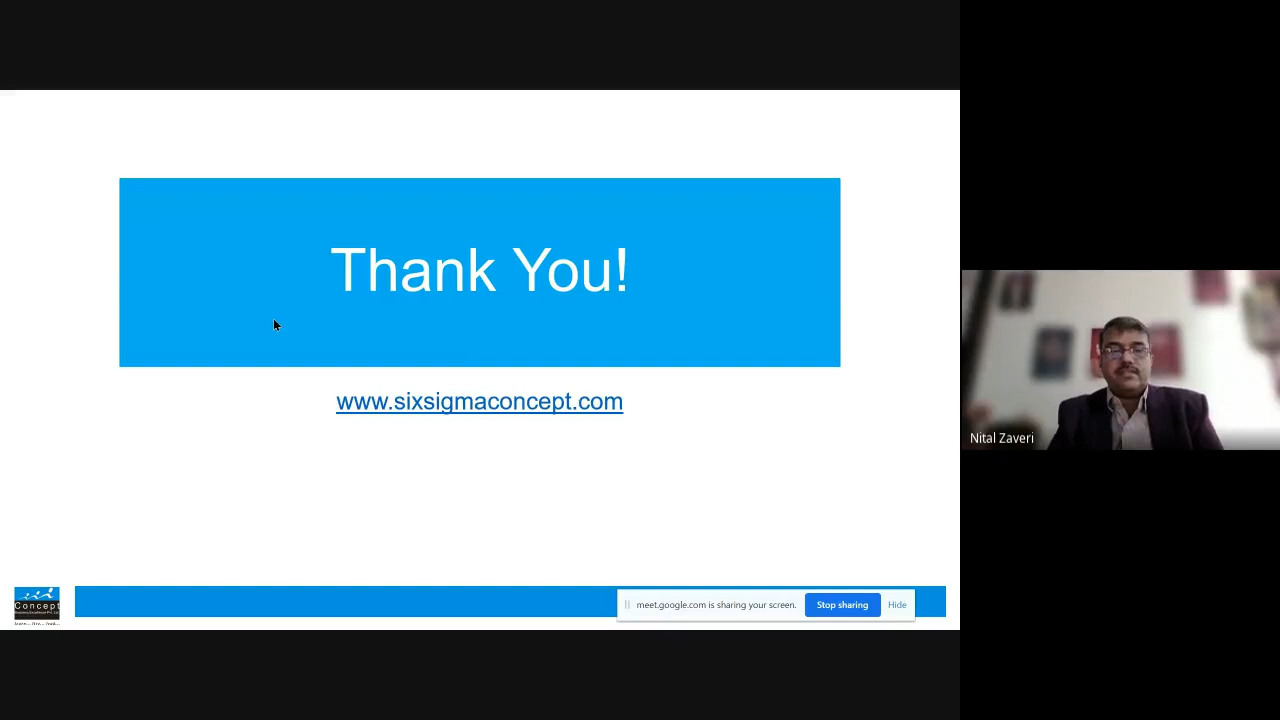 Thank You!
www.sixsigmaconcept.com
Nital Zaveri
Concept
meet.google.com is sharing your screen.
Stop sharing
Hide